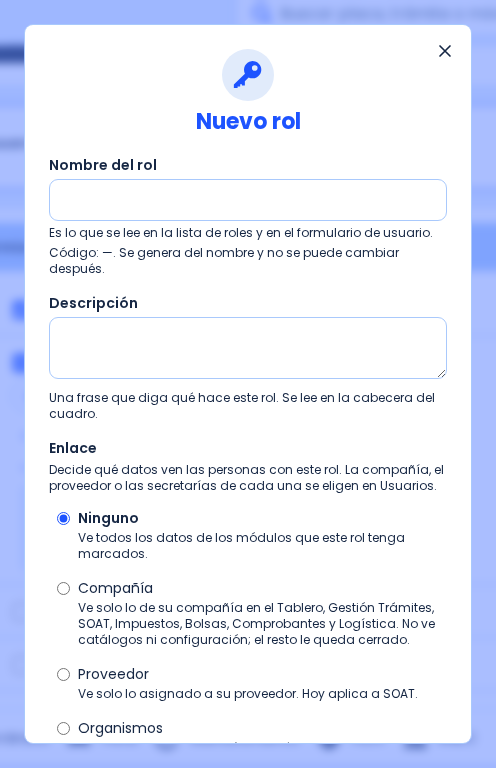 Nuevo rol
Nombre del rol
Es lo que se lee en la lista de roles y en el formulario de usuario.
Código: —. Se genera del nombre y no se puede cambiar
después.
Descripción
Una frase que diga qué hace este rol. Se lee en la cabecera del
cuadro.
Enlace
Decide qué datos ven las personas con este rol. La compañía, el
proveedor o las secretarías de cada una se eligen en Usuarios.
Ninguno
Ve todos los datos de los módulos que este rol tenga
marcados.
Compañía
Ve solo lo de su compañía en el Tablero, Gestión Trámites,
SOAT, Impuestos, Bolsas, Comprobantes y Logística. No ve
catálogos ni configuración; el resto le queda cerrado.
Proveedor
Ve solo lo asignado a su proveedor. Hoy aplica a SOAT.
Organismos